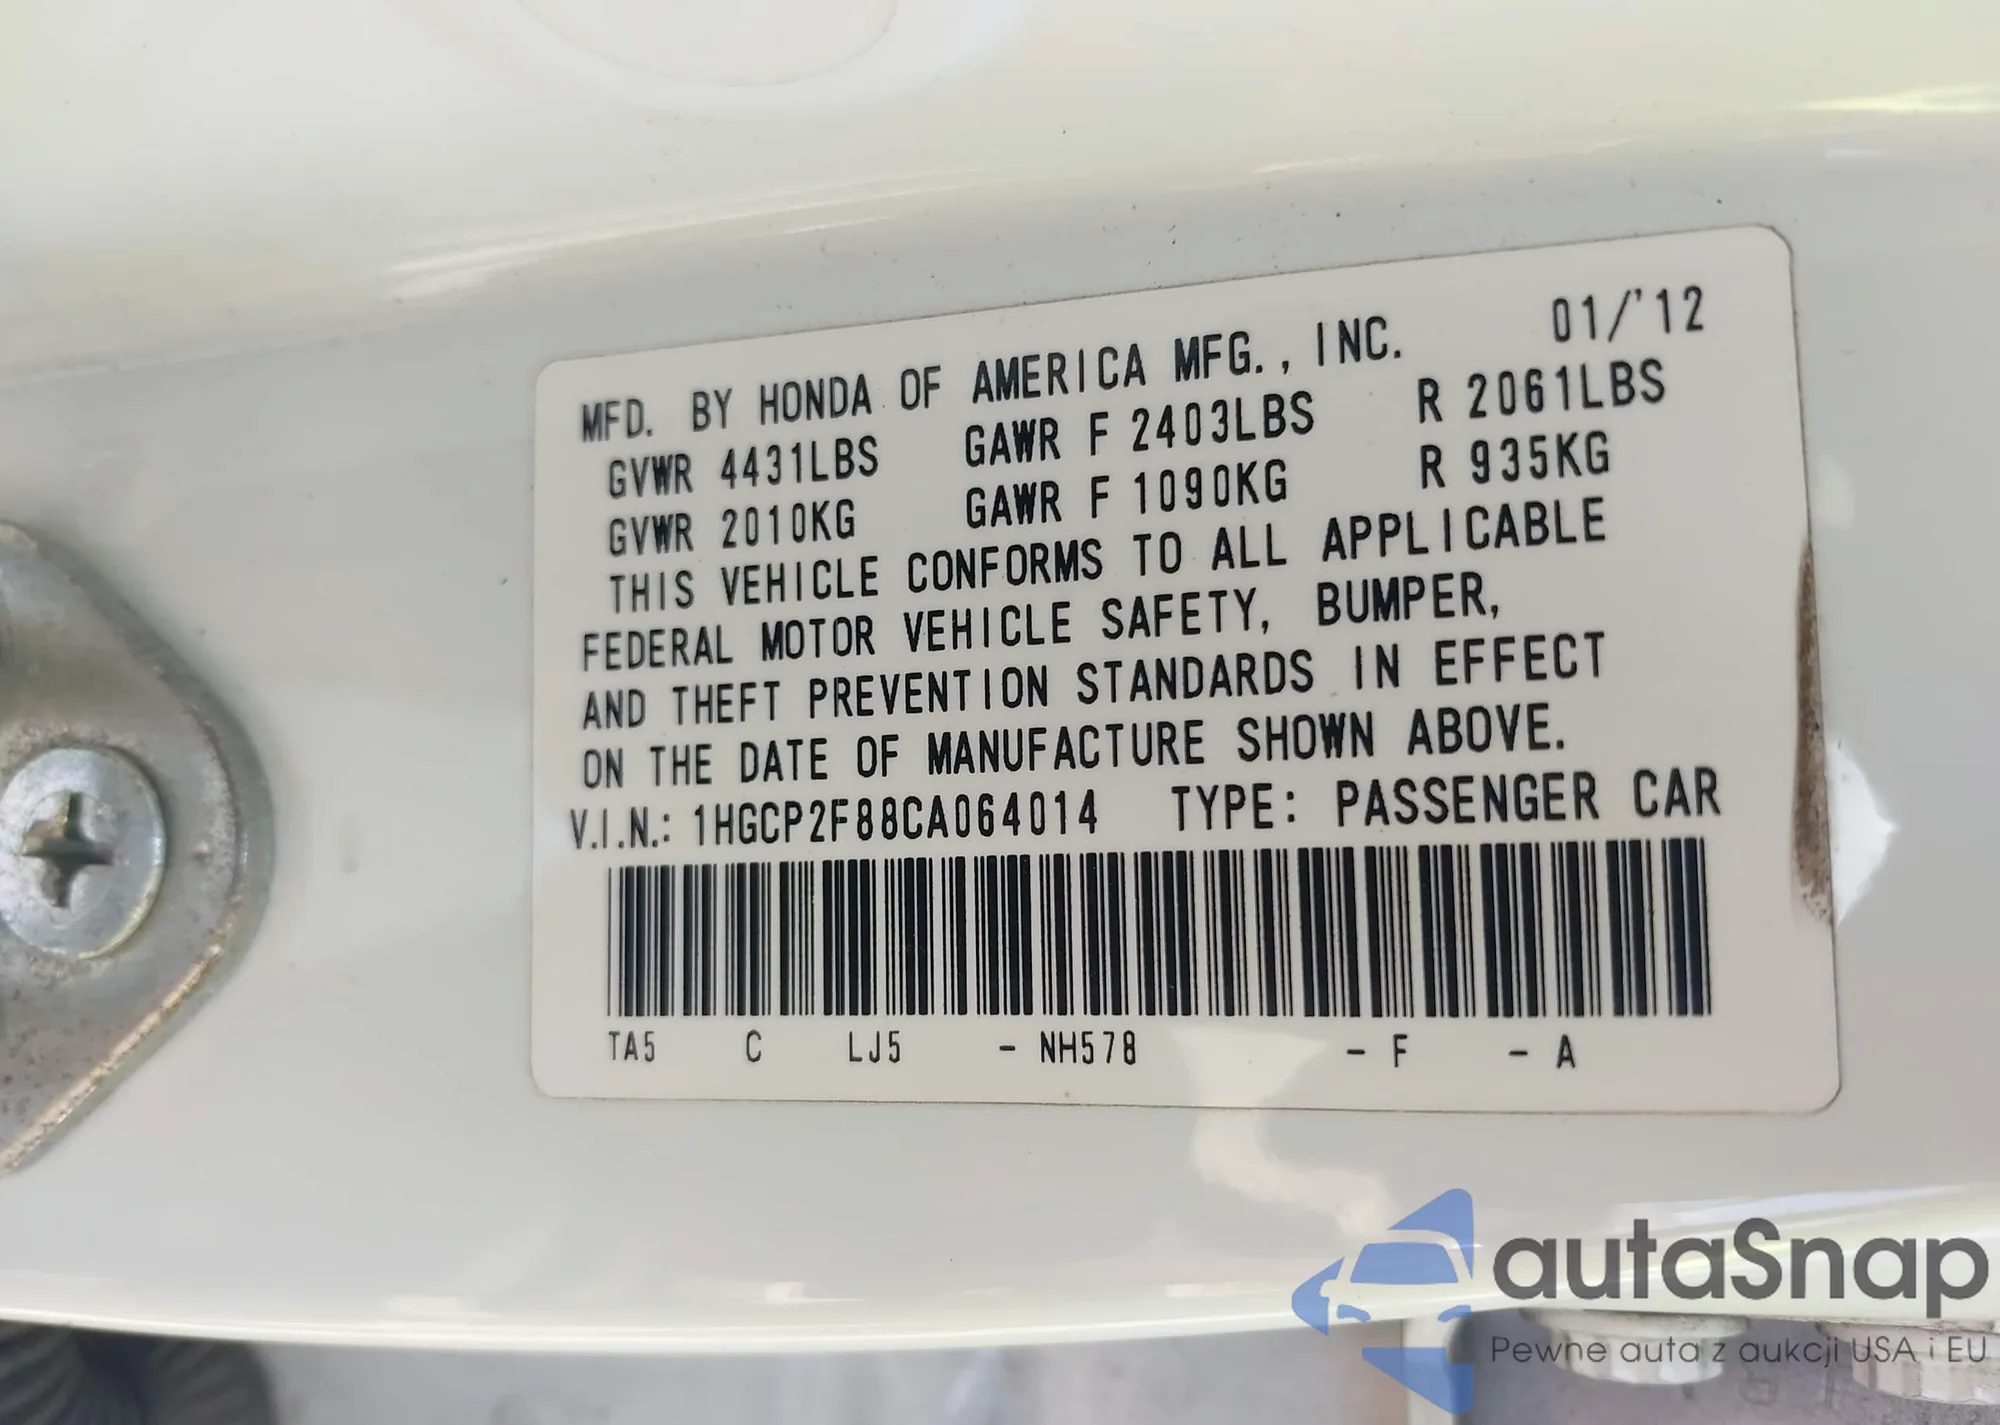 MFD. BY HONDA OF AMERICA MFG., INC. 01/'12
GVWR 4431LBS GAWR F 2403LBS R 2061LBS
GVWR 2010KG GAWR F 1090KG R 935KG
THIS VEHICLE CONFORMS TO ALL APPLICABLE
FEDERAL MOTOR VEHICLE SAFETY, BUMPER,
AND THEFT PREVENTION STANDARDS IN EFFECT
ON THE DATE OF MANUFACTURE SHOWN ABOVE.
V.I.N.: 1HGCP2F88CA064014 TYPE: PASSENGER CAR
TA5 C LJ5 - NH578 - F - A
autaSnap
Pewne auta z aukcji USA i EU